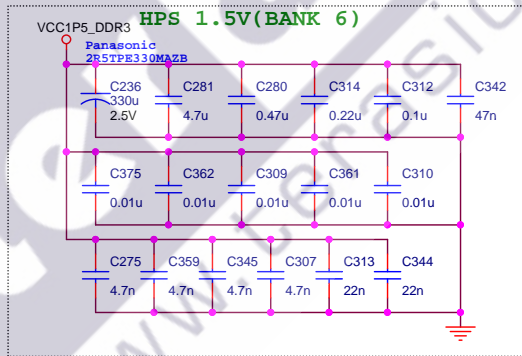 HPS 1.5V(BANK 6)
VCC1P5_DDR3
Panasonic
2R5TPE330MAZB
C236 C281 C280 C314 C312 C342
330u 4.7u 0.47u 0.22u 0.1u 47n
2.5V
C375 C362 C309 C361 C310
0.01u 0.01u 0.01u 0.01u 0.01u
C275 C359 C345 C307 C313 C344
4.7n 4.7n 4.7n 4.7n 22n 22n
www.terasic